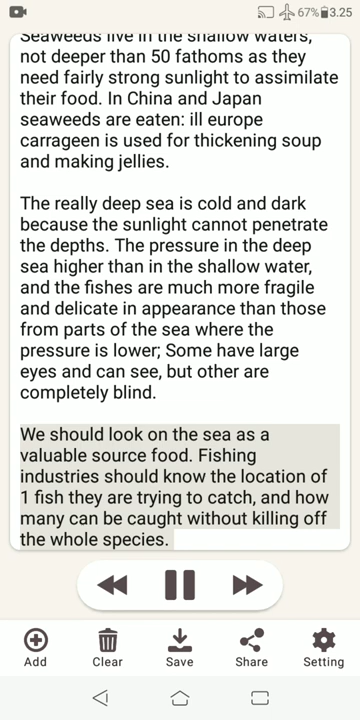 67% 3.25
Seaweeds live in the shallow waters,
not deeper than 50 fathoms as they
need fairly strong sunlight to assimilate
their food. In China and Japan
seaweeds are eaten: ill europe
carrageen is used for thickening soup
and making jellies.
The really deep sea is cold and dark
because the sunlight cannot penetrate
the depths. The pressure in the deep
sea higher than in the shallow water,
and the fishes are much more fragile
and delicate in appearance than those
from parts of the sea where the
pressure is lower; Some have large
eyes and can see, but other are
completely blind.
We should look on the sea as a
valuable source food. Fishing
industries should know the location of
1 fish they are trying to catch, and how
many can be caught without killing off
the whole species.
Add Clear Save Share Setting